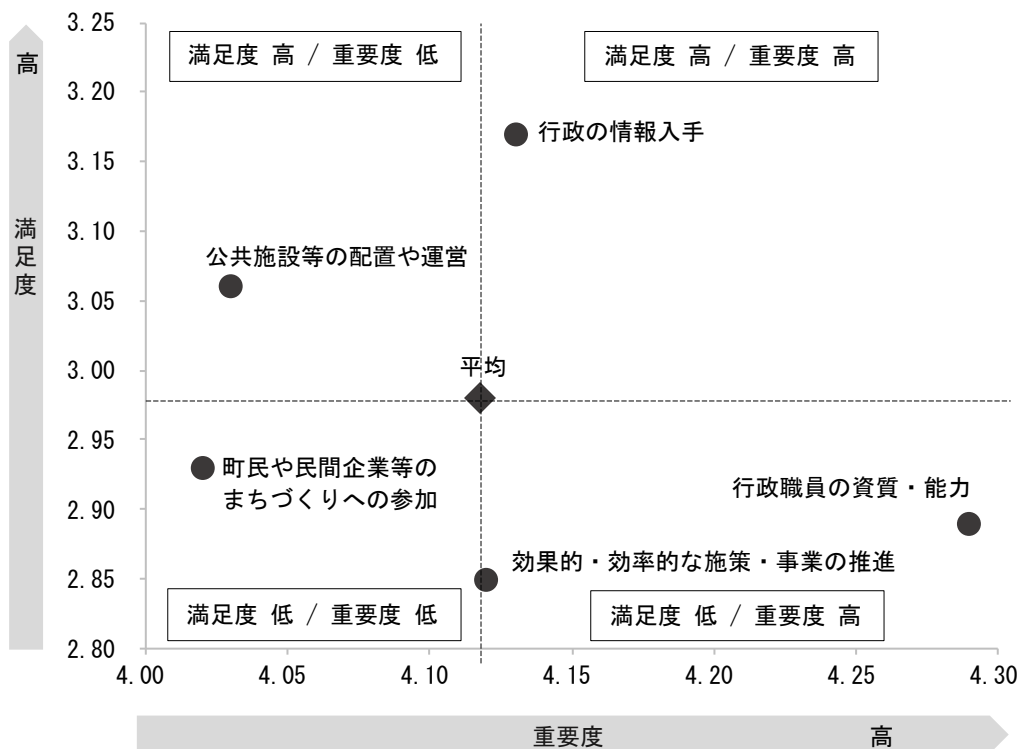 3.25
3.20
3.15
3.10
3.05
3.00
2.95
2.90
2.85
2.80
高
満足度
満足度 高 / 重要度 低
満足度 高 / 重要度 高
行政の情報入手
公共施設等の配置や運営
平均
町民や民間企業等の
まちづくりへの参加
行政職員の資質・能力
効果的・効率的な施策・事業の推進
満足度 低 / 重要度 低
満足度 低 / 重要度 高
4.00
4.05
4.10
4.15
4.20
4.25
4.30
重要度
高